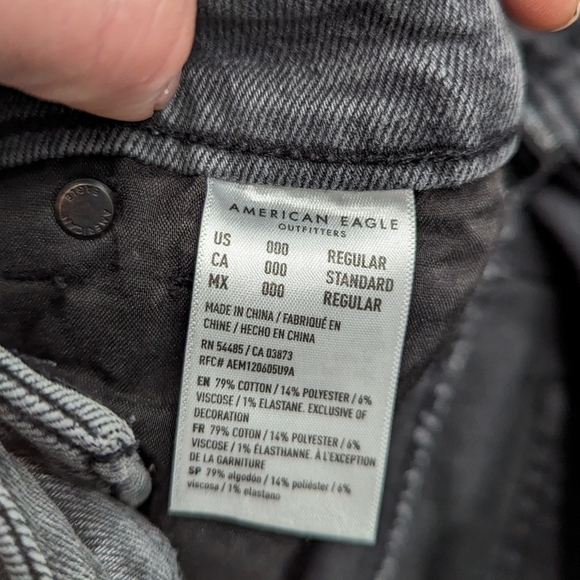 AMERICAN EAGLE
OUTFITTERS
US 000 REGULAR
CA 000 STANDARD
MX 000 REGULAR
MADE IN CHINA / FABRIQUÉ EN
CHINE / HECHO EN CHINA
RN 54485 / CA 03873
RFC# AEM120605U9A
EN 79% COTTON / 14% POLYESTER / 6%
VISCOSE / 1% ELASTANE. EXCLUSIVE OF
DECORATION
FR 79% COTON / 14% POLYESTER / 6%
VISCOSE / 1% ÉLASTHANNE. À L'EXCEPTION
DE LA GARNITURE
SP 79% algodón / 14% poliéster / 6%
viscosa / 1% elastano